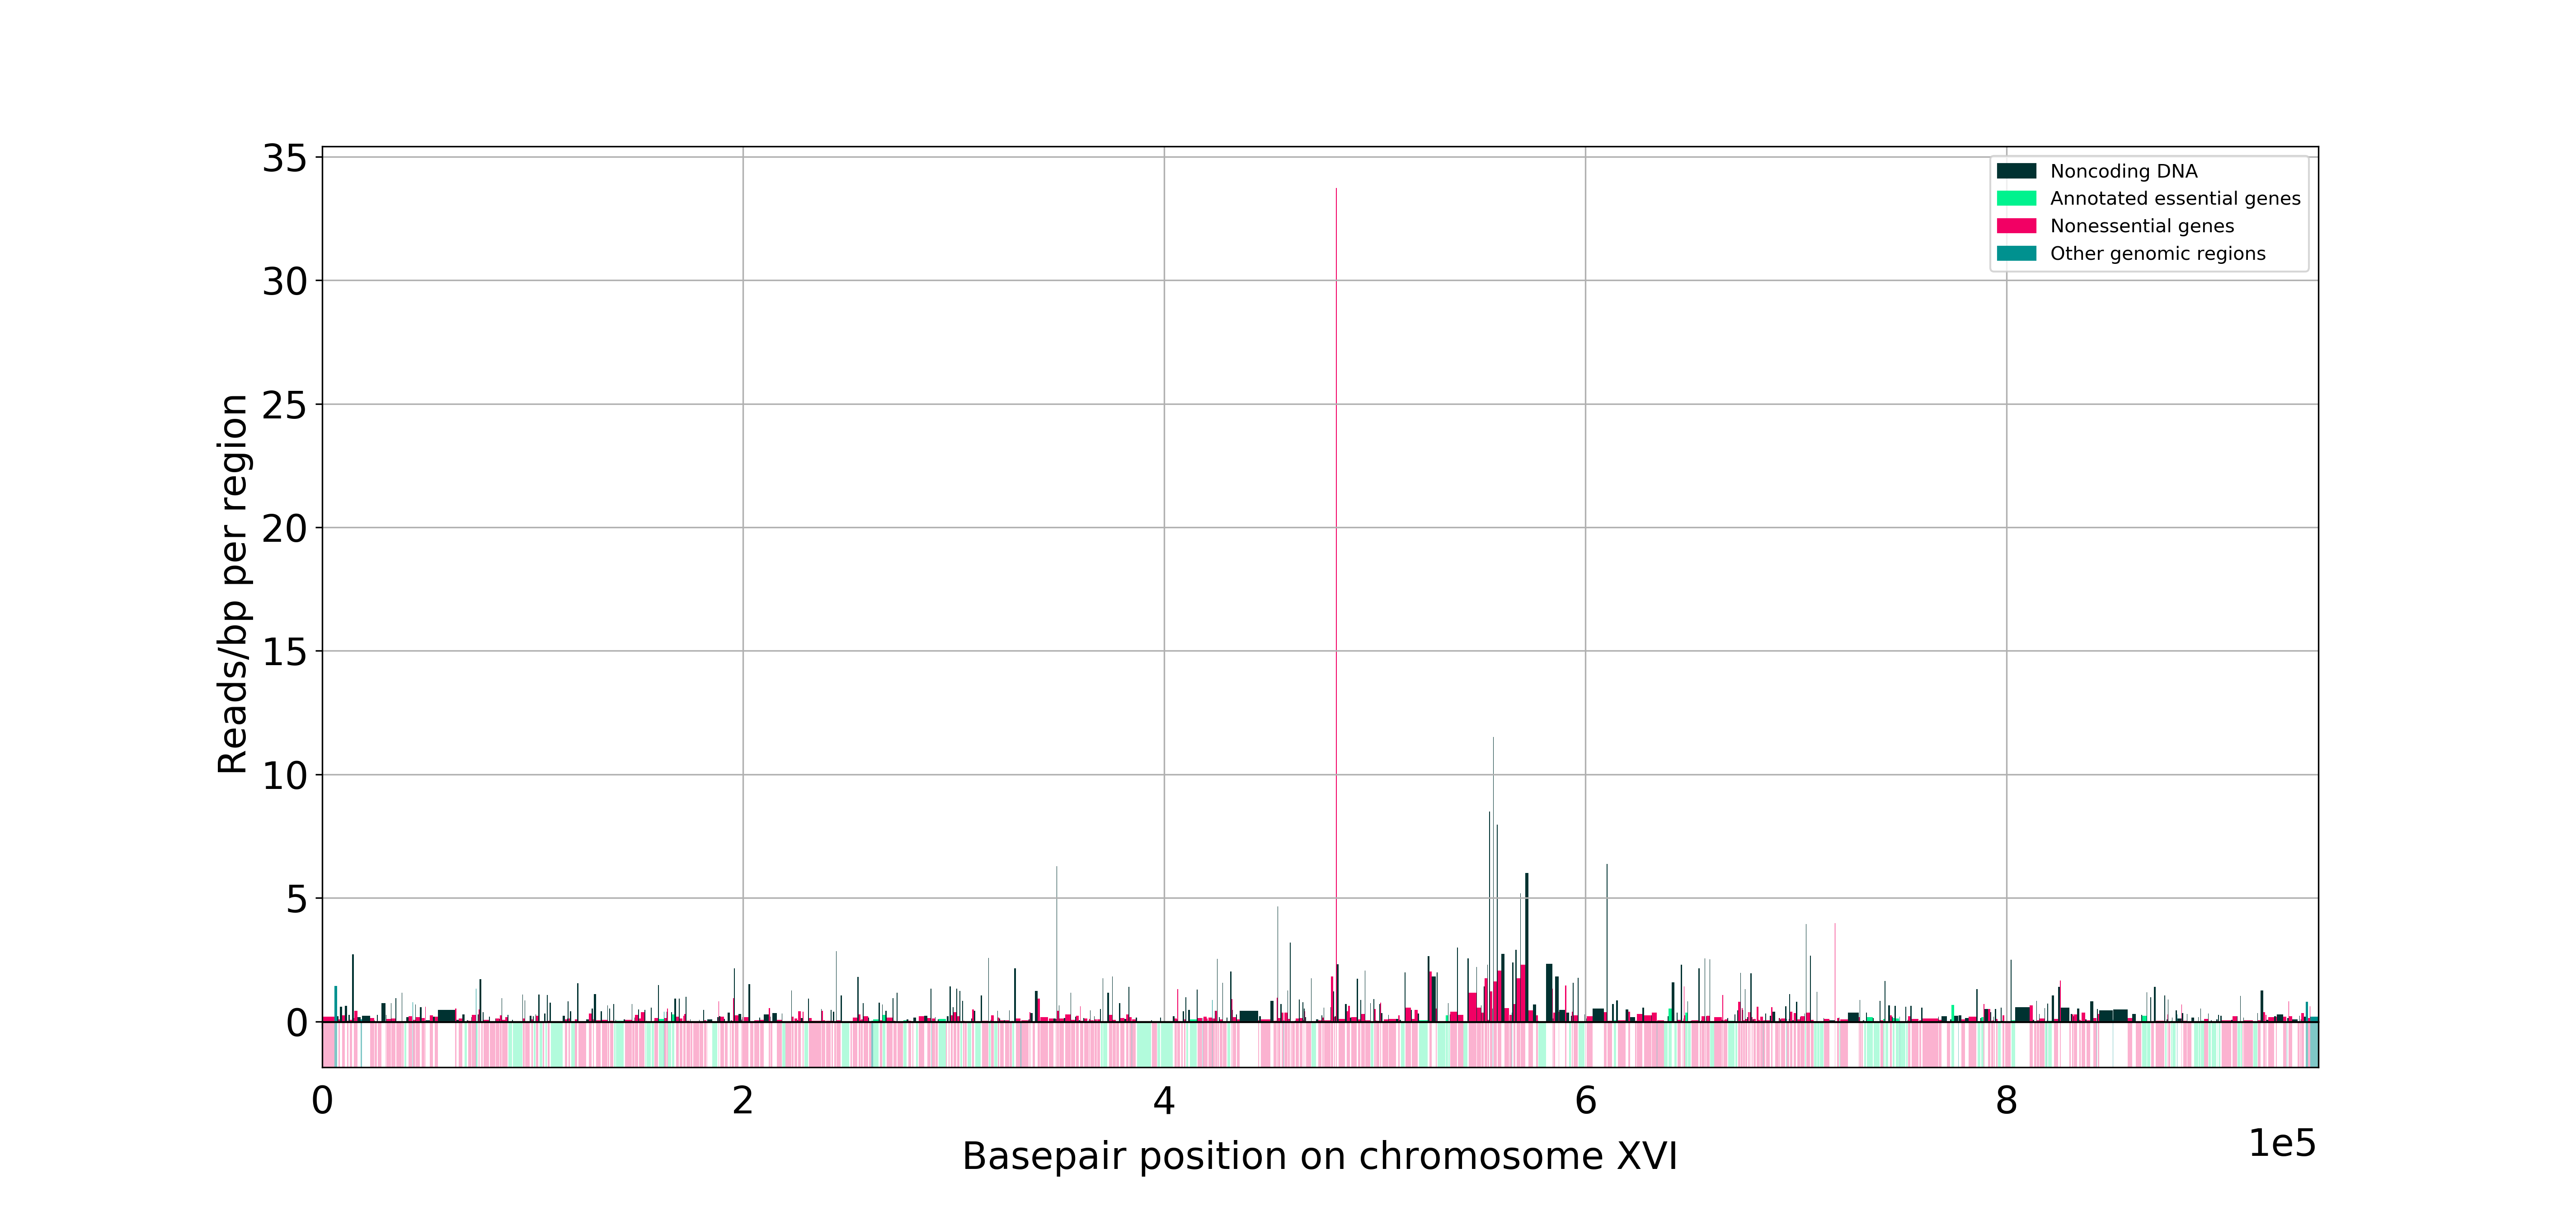 35
30
25
20
15
10
5
0
Reads/bp per region
Noncoding DNA
Annotated essential genes
Nonessential genes
Other genomic regions
0 2 4 6 8
1e5
Basepair position on chromosome XVI